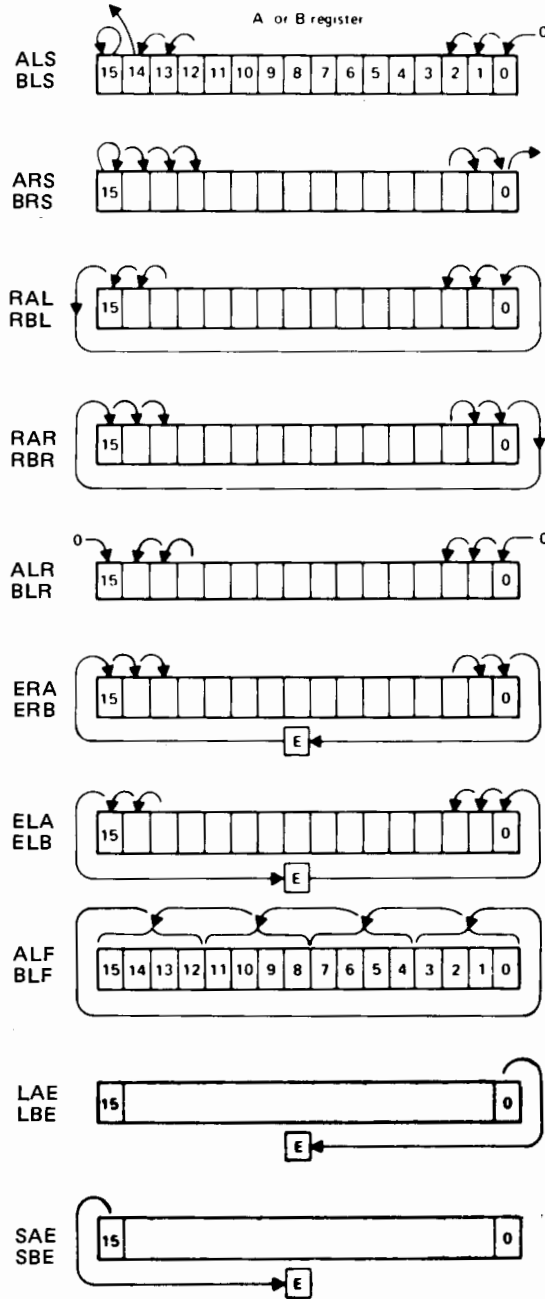 A or B register
ALS
BLS
15 14 13 12 11 10 9 8 7 6 5 4 3 2 1 0
0
ARS
BRS
15 0
RAL
RBL
15 0
RAR
RBR
15 0
ALR
BLR
0 0
15 0
ERA
ERB
15 0
E
ELA
ELB
15 0
E
ALF
BLF
15 14 13 12 11 10 9 8 7 6 5 4 3 2 1 0
LAE
LBE
15 0
E
SAE
SBE
15 0
E